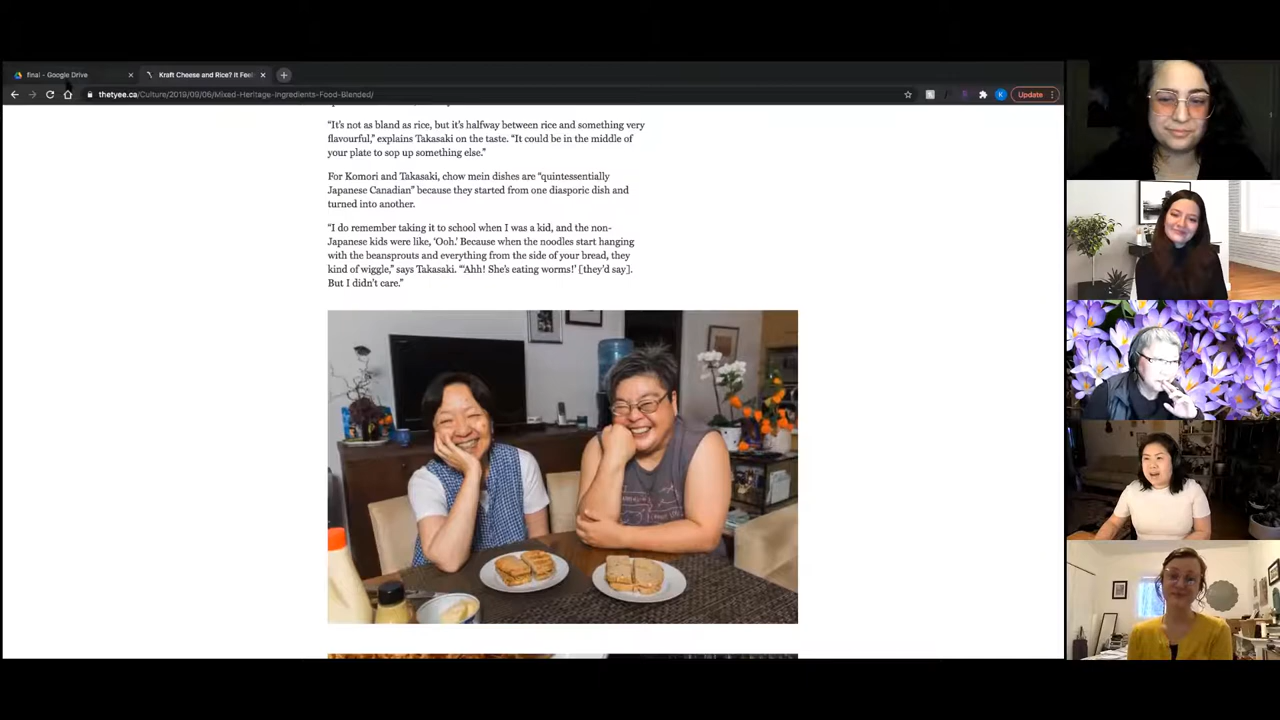 final - Google Drive
Kraft Cheese and Rice? It Feel
thetyee.ca/Culture/2019/09/06/Mixed-Heritage-Ingredients-Food-Blended/
K
Update
“It’s not as bland as rice, but it’s halfway between rice and something very
flavourful,” explains Takasaki on the taste. “It could be in the middle of
your plate to sop up something else.”
For Komori and Takasaki, chow mein dishes are “quintessentially
Japanese Canadian” because they started from one diasporic dish and
turned into another.
“I do remember taking it to school when I was a kid, and the non-
Japanese kids were like, ‘Ooh.’ Because when the noodles start hanging
with the beansprouts and everything from the side of your bread, they
kind of wiggle,” says Takasaki. “‘Ahh! She’s eating worms!’ [they’d say].
But I didn’t care.”